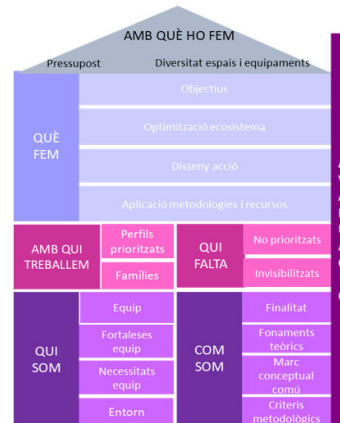 AMB QUÈ HO FEM
Pressupost
Diversitat espais i equipaments
QUÈ
FEM
Objectius
Optimització ecosistema
Disseny acció
Aplicació metodologies i recursos
AMB QUI
TREBALLEM
Perfils
prioritzats
Famílies
QUI
FALTA
No prioritzats
Invisibilitzats
QUI
SOM
Equip
Fortaleses
equip
Necessitats
equip
Entorn
COM
SOM
Finalitat
Fonaments
teòrics
Marc
conceptual
comú
Criteris
metodològics